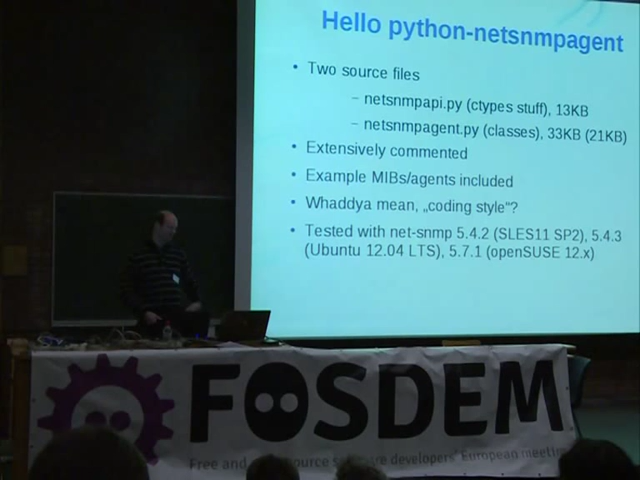 Hello python-netsnmpagent
• Two source files
– netsnmpapi.py (ctypes stuff), 13KB
– netsnmpagent.py (classes), 33KB (21KB)
• Extensively commented
• Example MIBs/agents included
• Whaddya mean, „coding style"?
• Tested with net-snmp 5.4.2 (SLES11 SP2), 5.4.3
(Ubuntu 12.04 LTS), 5.7.1 (openSUSE 12.x)
FOSDEM
Free and source software developers' European meeting